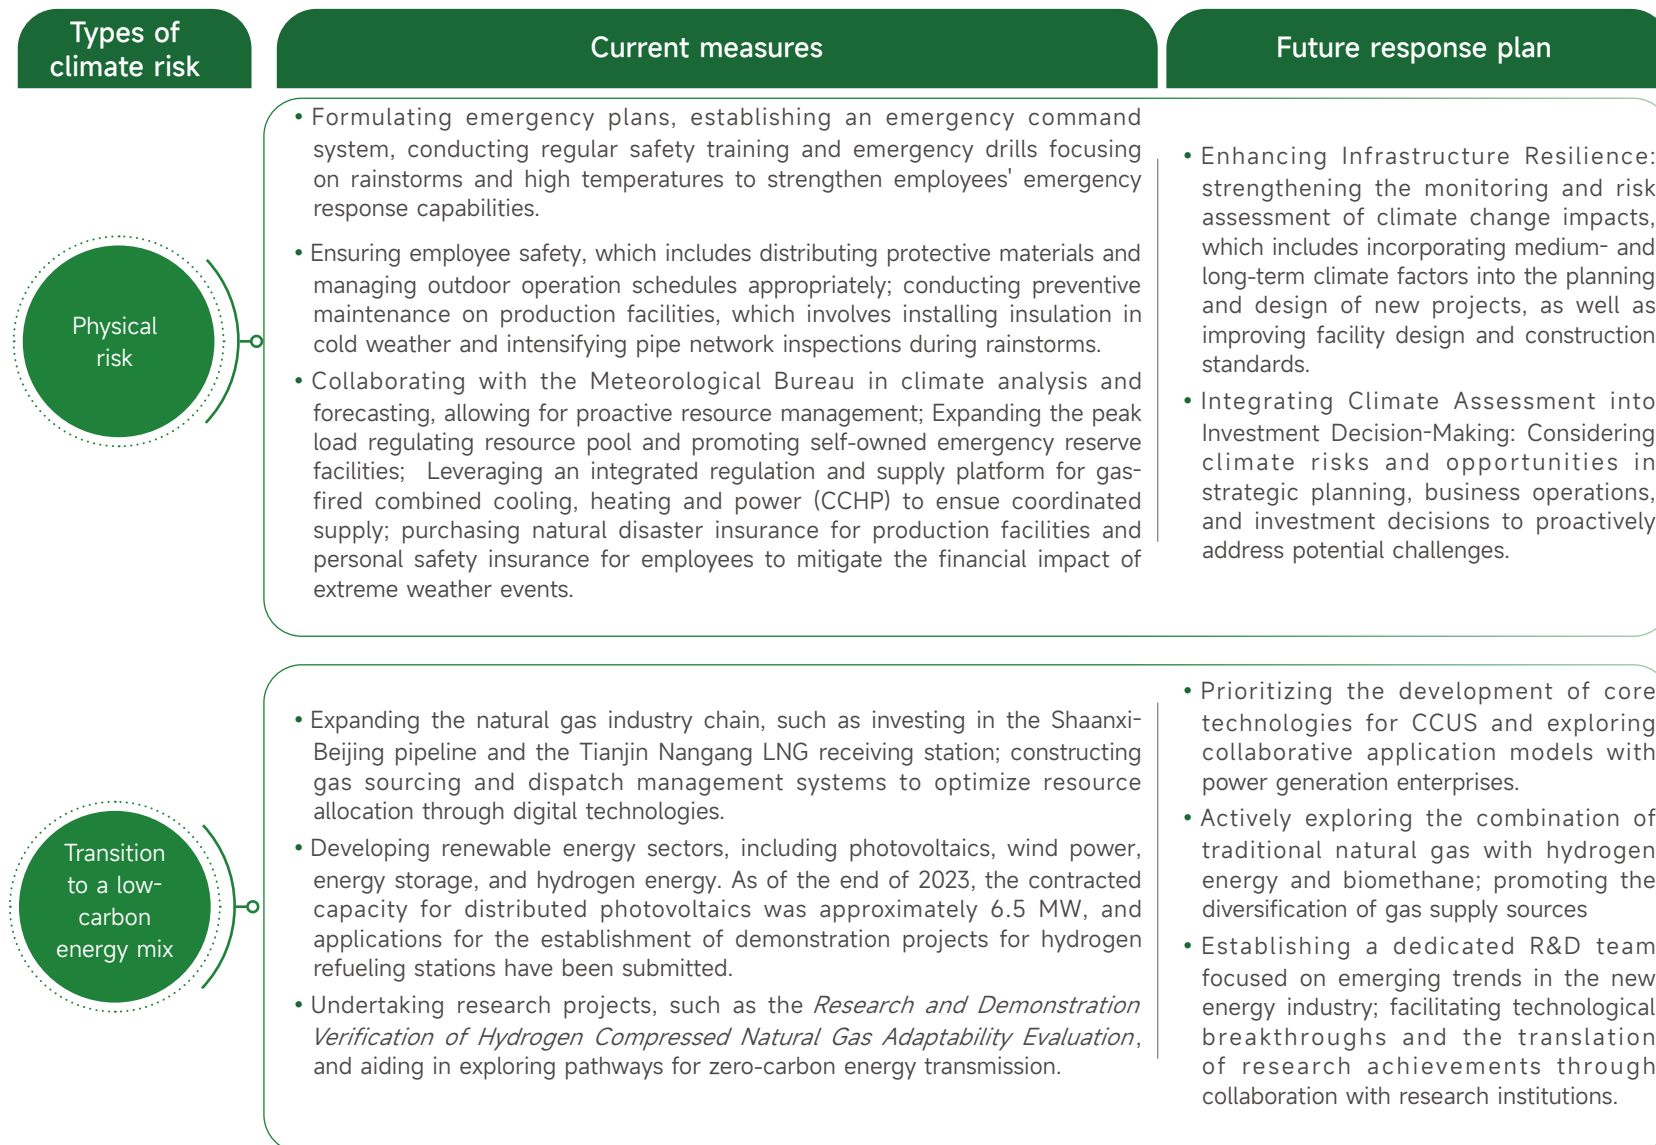 Types of
climate risk
Current measures
Future response plan
Physical
risk
• Formulating emergency plans, establishing an emergency command
system, conducting regular safety training and emergency drills focusing
on rainstorms and high temperatures to strengthen employees' emergency
response capabilities.
• Ensuring employee safety, which includes distributing protective materials and
managing outdoor operation schedules appropriately; conducting preventive
maintenance on production facilities, which involves installing insulation in
cold weather and intensifying pipe network inspections during rainstorms.
• Collaborating with the Meteorological Bureau in climate analysis and
forecasting, allowing for proactive resource management; Expanding the peak
load regulating resource pool and promoting self-owned emergency reserve
facilities; Leveraging an integrated regulation and supply platform for gas-
fired combined cooling, heating and power (CCHP) to ensue coordinated
supply; purchasing natural disaster insurance for production facilities and
personal safety insurance for employees to mitigate the financial impact of
extreme weather events.
• Enhancing Infrastructure Resilience:
strengthening the monitoring and risk
assessment of climate change impacts,
which includes incorporating medium- and
long-term climate factors into the planning
and design of new projects, as well as
improving facility design and construction
standards.
• Integrating Climate Assessment into
Investment Decision-Making: Considering
climate risks and opportunities in
strategic planning, business operations,
and investment decisions to proactively
address potential challenges.
Transition
to a low-
carbon
energy mix
• Expanding the natural gas industry chain, such as investing in the Shaanxi-
Beijing pipeline and the Tianjin Nangang LNG receiving station; constructing
gas sourcing and dispatch management systems to optimize resource
allocation through digital technologies.
• Developing renewable energy sectors, including photovoltaics, wind power,
energy storage, and hydrogen energy. As of the end of 2023, the contracted
capacity for distributed photovoltaics was approximately 6.5 MW, and
applications for the establishment of demonstration projects for hydrogen
refueling stations have been submitted.
• Undertaking research projects, such as the Research and Demonstration
Verification of Hydrogen Compressed Natural Gas Adaptability Evaluation,
and aiding in exploring pathways for zero-carbon energy transmission.
• Prioritizing the development of core
technologies for CCUS and exploring
collaborative application models with
power generation enterprises.
• Actively exploring the combination of
traditional natural gas with hydrogen
energy and biomethane; promoting the
diversification of gas supply sources
• Establishing a dedicated R&D team
focused on emerging trends in the new
energy industry; facilitating technological
breakthroughs and the translation
of research achievements through
collaboration with research institutions.